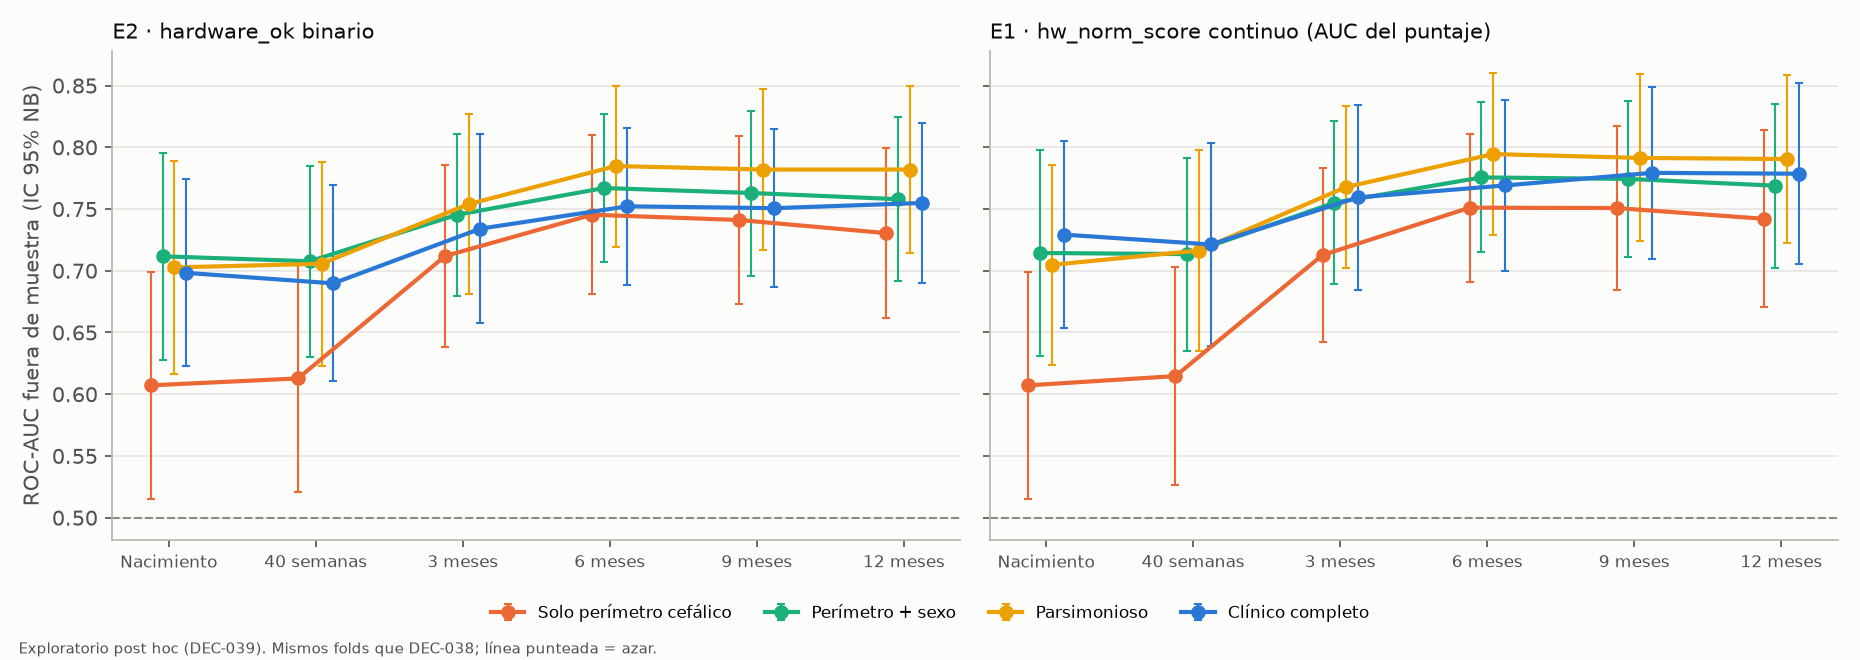 E2 · hardware_ok binario
E1 · hw_norm_score continuo (AUC del puntaje)
ROC-AUC fuera de muestra (IC 95% NB)
0.85
0.80
0.75
0.70
0.65
0.60
0.55
0.50
Nacimiento 40 semanas 3 meses 6 meses 9 meses 12 meses
Nacimiento 40 semanas 3 meses 6 meses 9 meses 12 meses
Solo perímetro cefálico Perímetro + sexo Parsimonioso Clínico completo
Exploratorio post hoc (DEC-039). Mismos folds que DEC-038; línea punteada = azar.